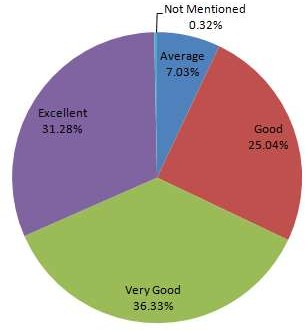 Not Mentioned
0.32%
Average
7.03%
Good
25.04%
Very Good
36.33%
Excellent
31.28%